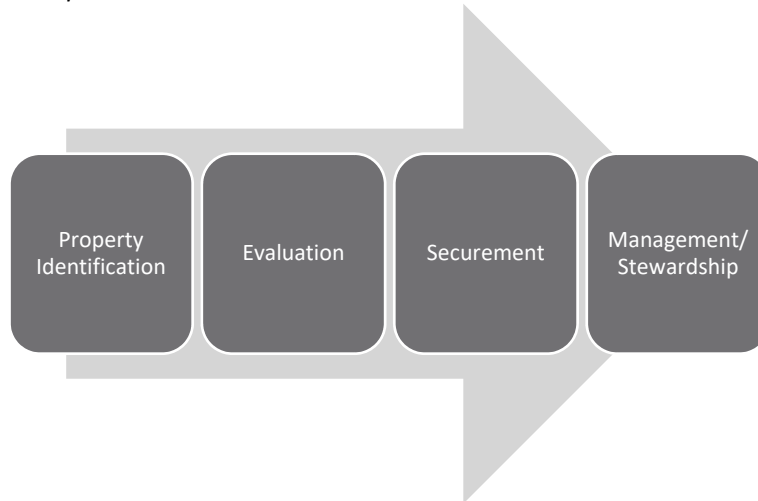 Property
Identification
Evaluation
Securement
Management/
Stewardship